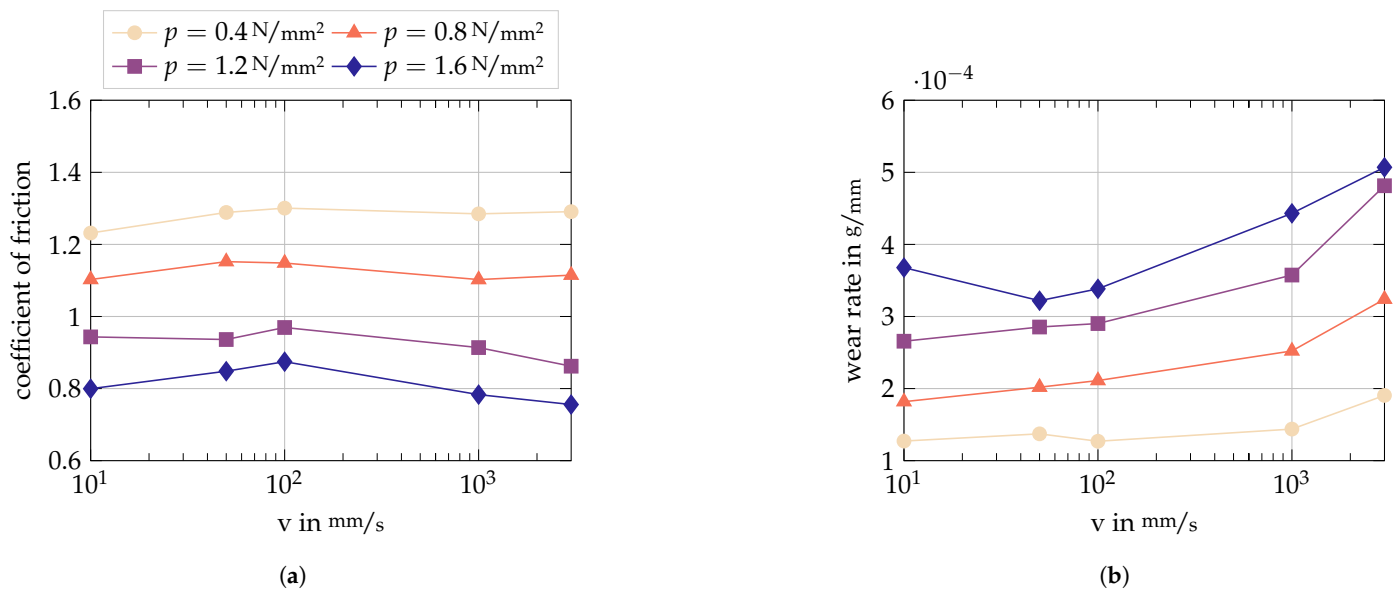 p = 0.4 N/mm² p = 0.8 N/mm²
p = 1.2 N/mm² p = 1.6 N/mm²
1.6
1.4
1.2
1
0.8
0.6
coefficient of friction
10¹ 10² 10³
v in mm/s
(a)
·10⁻⁴
6
5
4
3
2
1
wear rate in g/mm
10¹ 10² 10³
v in mm/s
(b)